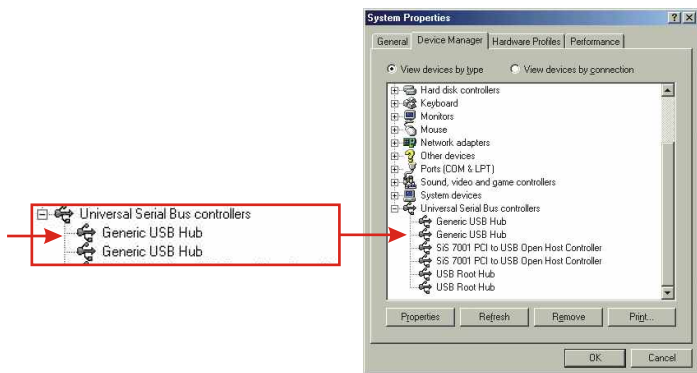 System Properties
General Device Manager Hardware Profiles Performance
View devices by type View devices by connection
Hard disk controllers
Keyboard
Monitors
Mouse
Network adapters
Other devices
Ports (COM & LPT)
Sound, video and game controllers
System devices
Universal Serial Bus controllers
Generic USB Hub
Generic USB Hub
SiS 7001 PCI to USB Open Host Controller
SiS 7001 PCI to USB Open Host Controller
USB Root Hub
USB Root Hub
Properties Refresh Remove Print...
OK Cancel
Universal Serial Bus controllers
Generic USB Hub
Generic USB Hub